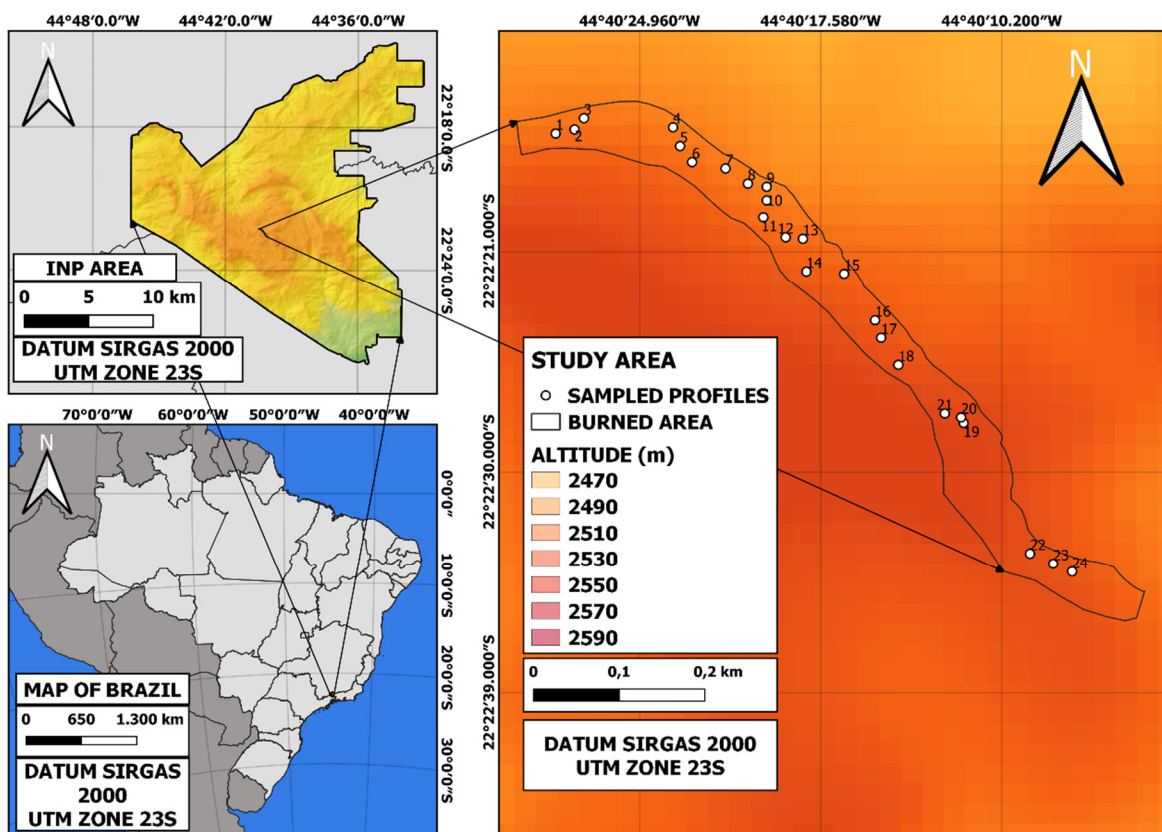 44°48'0.0"W 44°42'0.0"W 44°36'0.0"W
N
22°18'0.0"S
22°24'0.0"S
INP AREA
0 5 10 km
DATUM SIRGAS 2000
UTM ZONE 23S
70°0'0.0"W 60°0'0.0"W 50°0'0.0"W 40°0'0.0"W
N
0°0'0.0"
10°0'0.0"S
20°0'0.0"S
30°0'0.0"S
MAP OF BRAZIL
0 650 1.300 km
DATUM SIRGAS
2000
UTM ZONE 23S
44°40'24.960"W 44°40'17.580"W 44°40'10.200"W
N
22°22'21.000"S
22°22'30.000"S
22°22'39.000"S
1
2
3
4
5
6
7
8
9
10
11
12
13
14
15
16
17
18
21
20
19
22
23
24
STUDY AREA
SAMPLED PROFILES
BURNED AREA
ALTITUDE (m)
2470
2490
2510
2530
2550
2570
2590
0 0,1 0,2 km
DATUM SIRGAS 2000
UTM ZONE 23S